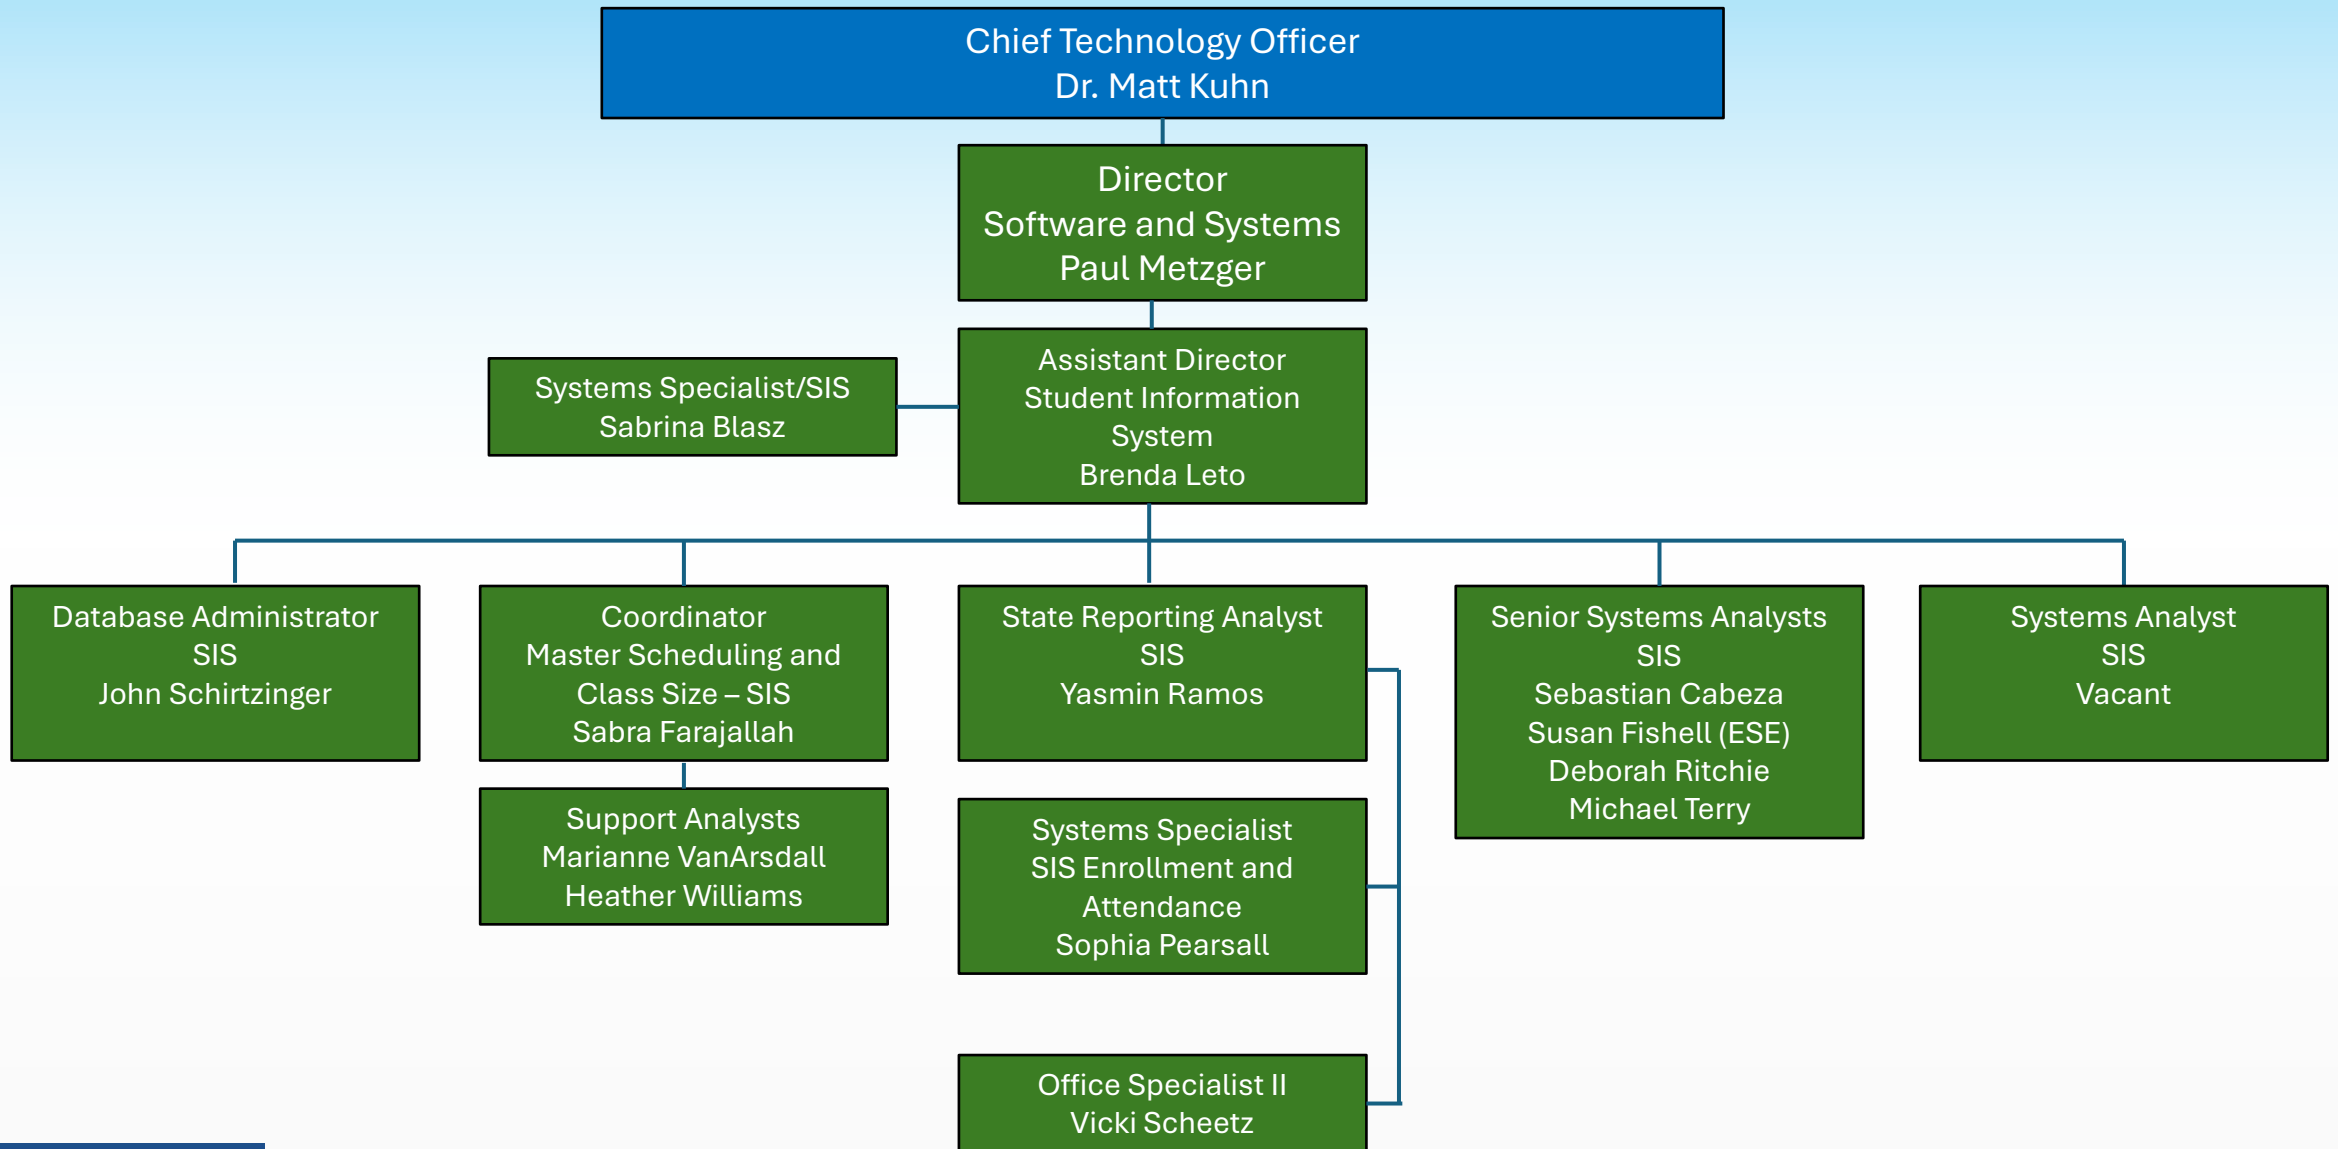 Chief Technology Officer
Dr. Matt Kuhn
Director
Software and Systems
Paul Metzger
Systems Specialist/SIS
Sabrina Blasz
Assistant Director
Student Information
System
Brenda Leto
Database Administrator
SIS
John Schirtzinger
Coordinator
Master Scheduling and
Class Size – SIS
Sabra Farajallah
State Reporting Analyst
SIS
Yasmin Ramos
Senior Systems Analysts
SIS
Sebastian Cabeza
Susan Fishell (ESE)
Deborah Ritchie
Michael Terry
Systems Analyst
SIS
Vacant
Support Analysts
Marianne VanArsdall
Heather Williams
Systems Specialist
SIS Enrollment and
Attendance
Sophia Pearsall
Office Specialist II
Vicki Scheetz